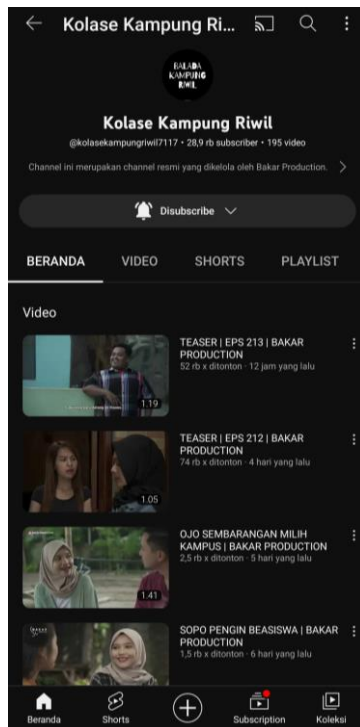 Kolase Kampung Ri...
BALADA
KAMPUNG
RIWIL
Kolase Kampung Riwil
@kolasekampungriwil7117 • 28,9 rb subscriber • 195 video
Channel ini merupakan channel resmi yang dikelola oleh Bakar Production.
Disubscribe
BERANDA VIDEO SHORTS PLAYLIST
Video
TEASER | EPS 213 | BAKAR
PRODUCTION
52 rb x ditonton · 12 jam yang lalu
1.19
TEASER | EPS 212 | BAKAR
PRODUCTION
74 rb x ditonton · 4 hari yang lalu
1.05
OJO SEMBARANGAN MILIH
KAMPUS | BAKAR PRODUCTION
2,5 rb x ditonton · 5 hari yang lalu
1.41
SOPO PENGIN BEASISWA | BAKAR
PRODUCTION
1,5 rb x ditonton · 6 hari yang lalu
Beranda Shorts Subscription Koleksi